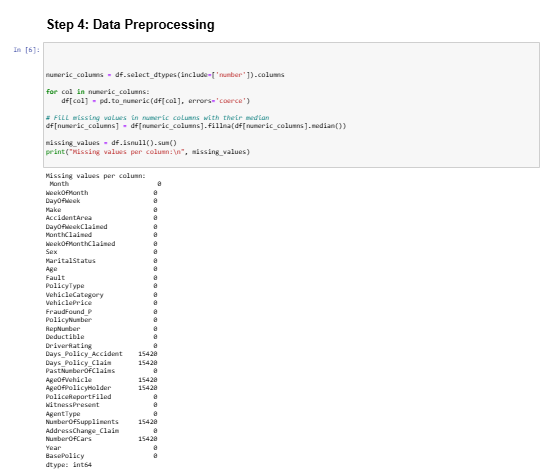 Step 4: Data Preprocessing
In [6]:
numeric_columns = df.select_dtypes(include=['number']).columns
for col in numeric_columns:
    df[col] = pd.to_numeric(df[col], errors='coerce')
# Fill missing values in numeric columns with their median
df[numeric_columns] = df[numeric_columns].fillna(df[numeric_columns].median())
missing_values = df.isnull().sum()
print("Missing values per column:\n", missing_values)
Missing values per column:
 Month                   0
WeekOfMonth              0
DayOfWeek                0
Make                     0
AccidentArea             0
DayOfWeekClaimed         0
MonthClaimed             0
WeekOfMonthClaimed       0
Sex                      0
MaritalStatus            0
Age                      0
Fault                    0
PolicyType               0
VehicleCategory          0
VehiclePrice             0
FraudFound_P             0
PolicyNumber             0
RepNumber                0
Deductible               0
DriverRating             0
Days_Policy_Accident    15420
Days_Policy_Claim       15420
PastNumberOfClaims       0
AgeOfVehicle            15420
AgeOfPolicyHolder       15420
PoliceReportFiled        0
WitnessPresent           0
AgentType                0
NumberOfSuppliments     15420
AddressChange_Claim      0
NumberOfCars            15420
Year                     0
BasePolicy               0
dtype: int64